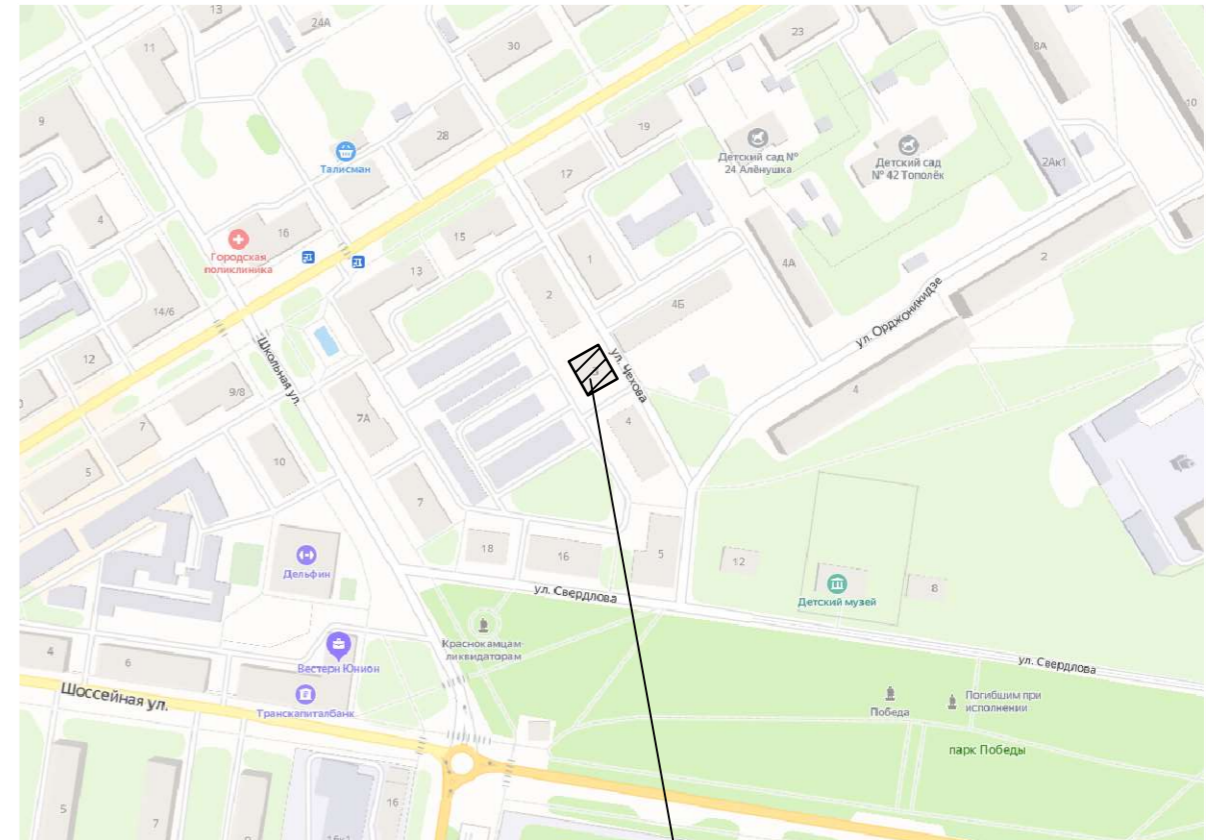 13
24А
11
30
23
8А
10
9
28
19
Детский сад №
24 Алёнушка
Детский сад
№ 42 Тополёк
2Ак1
Талисман
17
4
16
Городская
поликлиника
15
13
1
2
4А
2
14/6
4Б
ул. Орджоникидзе
Школьная ул.
12
ул. Чехова
9/8
7А
4
4
7
10
5
7
18
16
5
12
8
Дельфин
Детский музей
ул. Свердлова
Краснокамцам-
ликвидаторам
4
6
Вестерн Юнион
ул. Свердлова
Шоссейная ул.
Транскапиталбанк
Победа
Погибшим при
исполнении
парк Победы
5
7
16